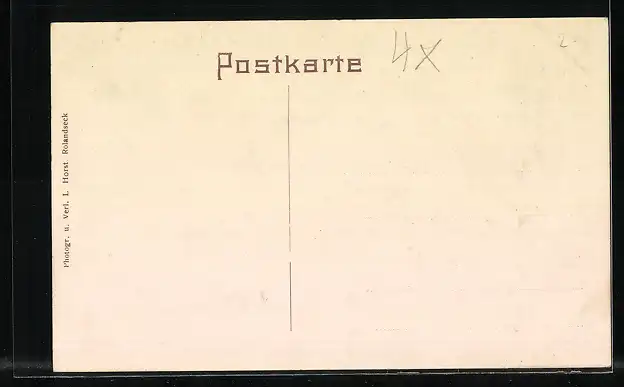 Postkarte
4x
2
Photogr. u. Verl. I. Horst Rolandseck